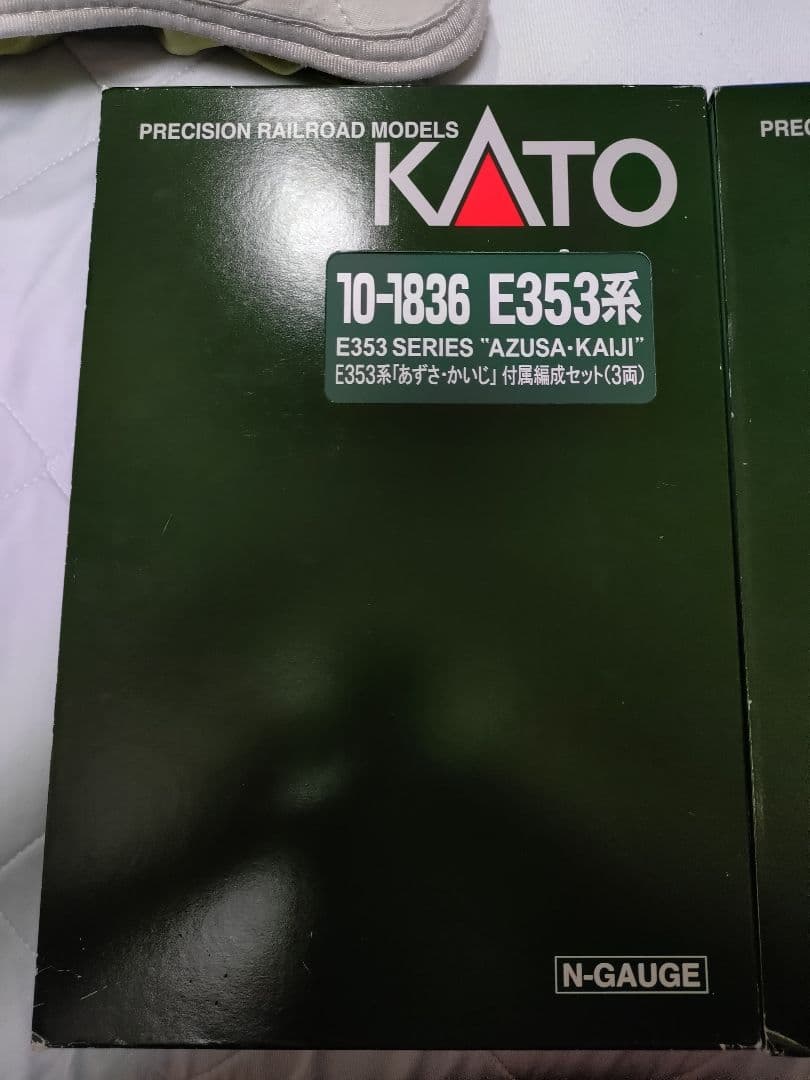 PRECISION RAILROAD MODELS
KATO
10-1836 E353系
E353 SERIES "AZUSA・KAIJI"
E353系「あずさ・かいじ」付属編成セット(3両)
N-GAUGE
PREC